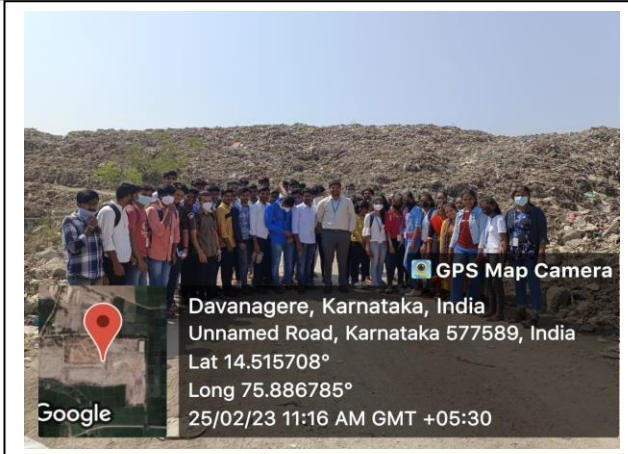 GPS Map Camera
Davanagere, Karnataka, India
Unnamed Road, Karnataka 577589, India
Lat 14.515708°
Long 75.886785°
25/02/23 11:16 AM GMT +05:30
Google